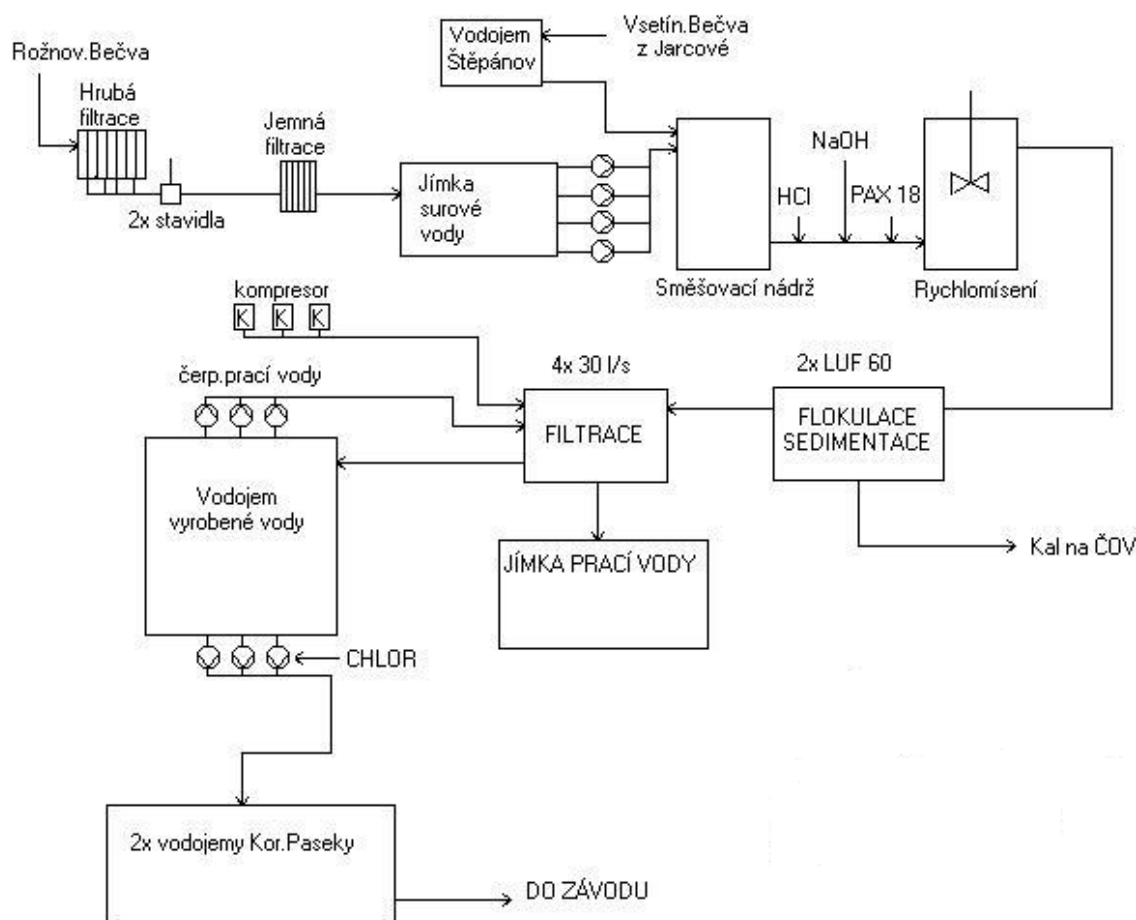 Rožnov.Bečva
Hrubá
filtrace
2x stavidla
Jemná
filtrace
Jímka
surové
vody
Vodojem
Štěpánov
Vsetín.Bečva
z Jarcové
Směšovací nádrž
HCl
NaOH
PAX 18
Rychlomísení
kompresor
K K K
čerp.prací vody
4x 30 l/s
FILTRACE
2x LUF 60
FLOKULACE
SEDIMENTACE
Vodojem
vyrobené vody
JÍMKA PRACÍ VODY
Kal na ČOV
CHLOR
2x vodojemy Kor.Paseky
DO ZÁVODU